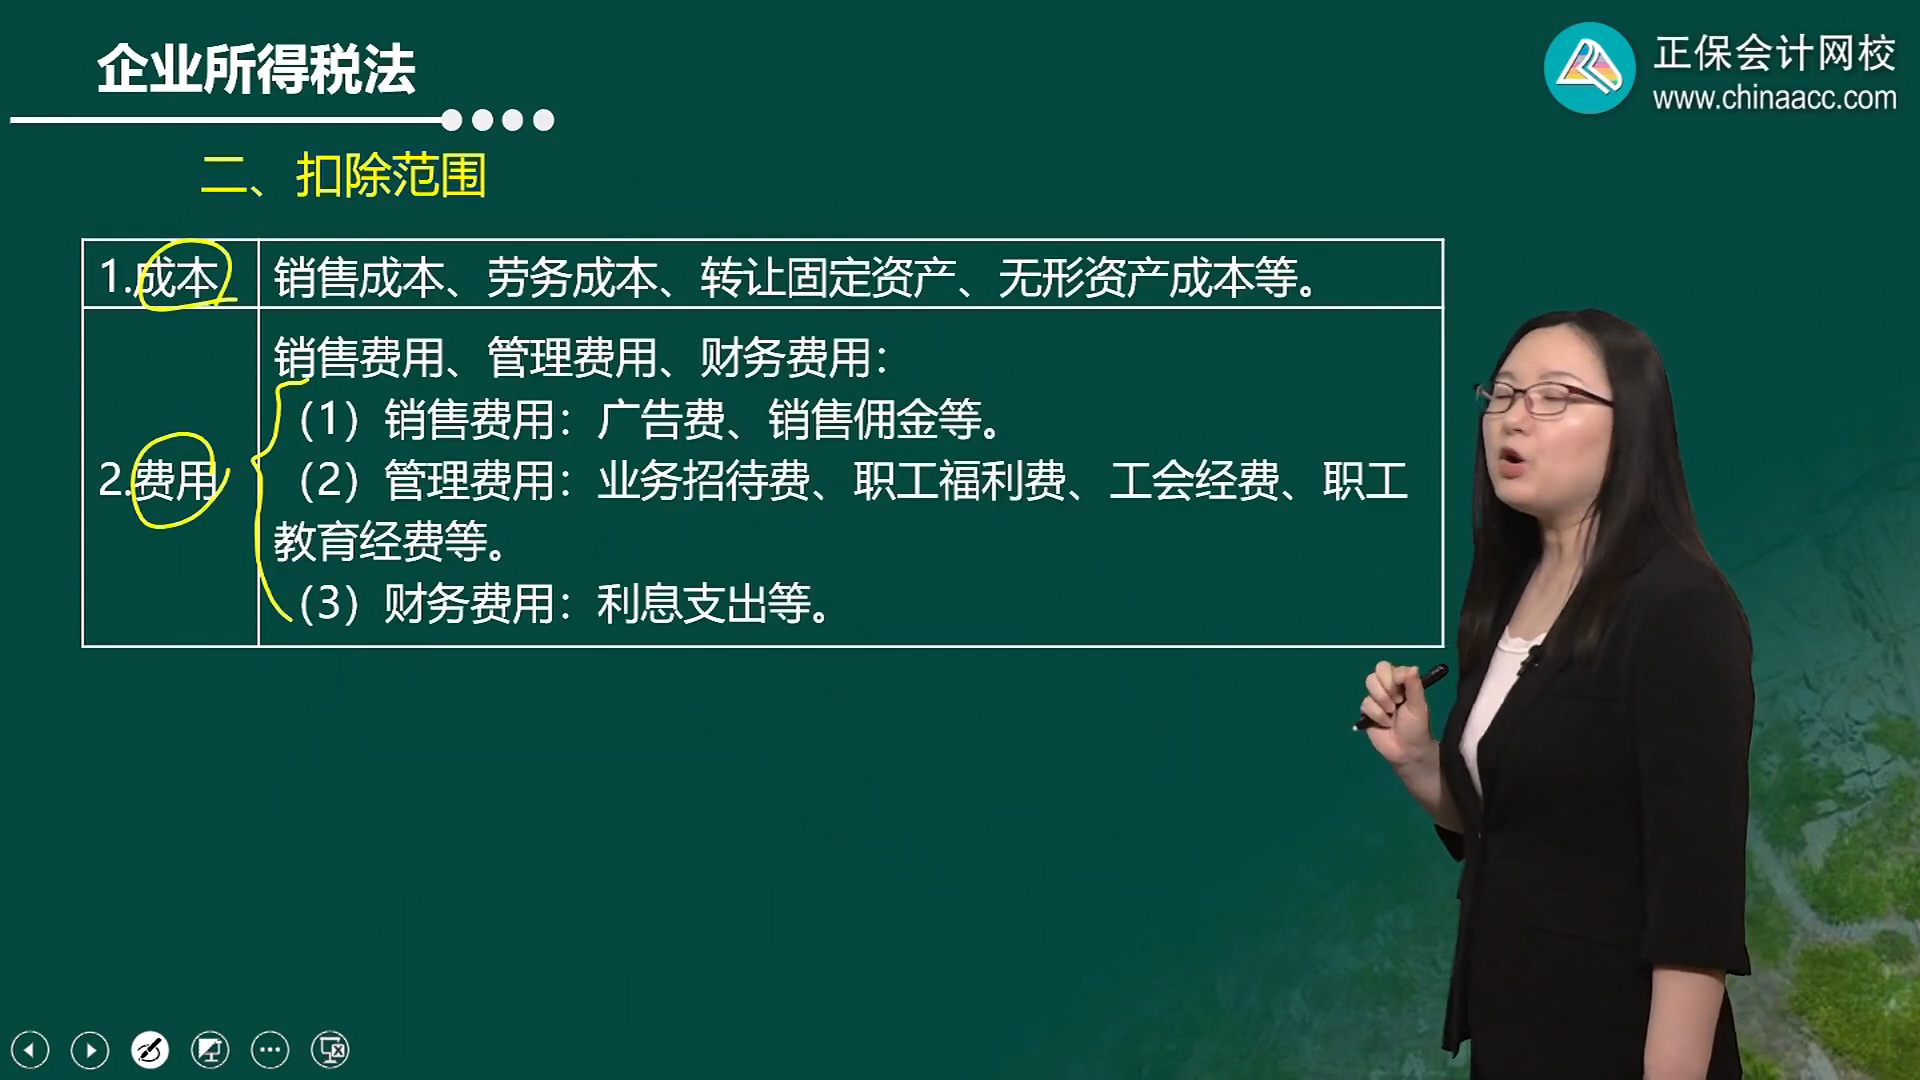 企业所得税法
正保会计网校
www.chinaacc.com
二、扣除范围
1.成本
销售成本、劳务成本、转让固定资产、无形资产成本等。
2.费用
销售费用、管理费用、财务费用：
（1）销售费用：广告费、销售佣金等。
（2）管理费用：业务招待费、职工福利费、工会经费、职工
教育经费等。
（3）财务费用：利息支出等。